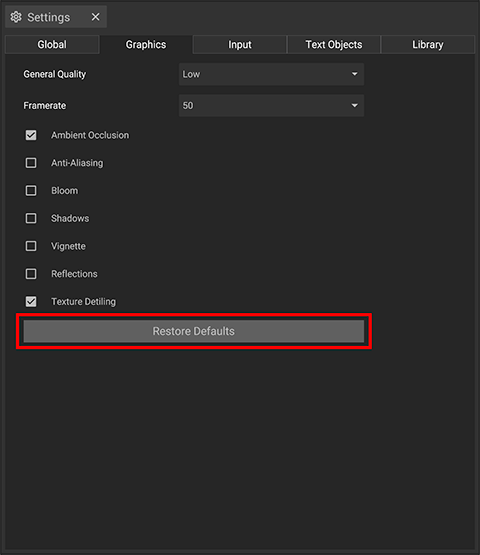 Settings
Global Graphics Input Text Objects Library
General Quality Low
Framerate 50
Ambient Occlusion
Anti-Aliasing
Bloom
Shadows
Vignette
Reflections
Texture Detiling
Restore Defaults